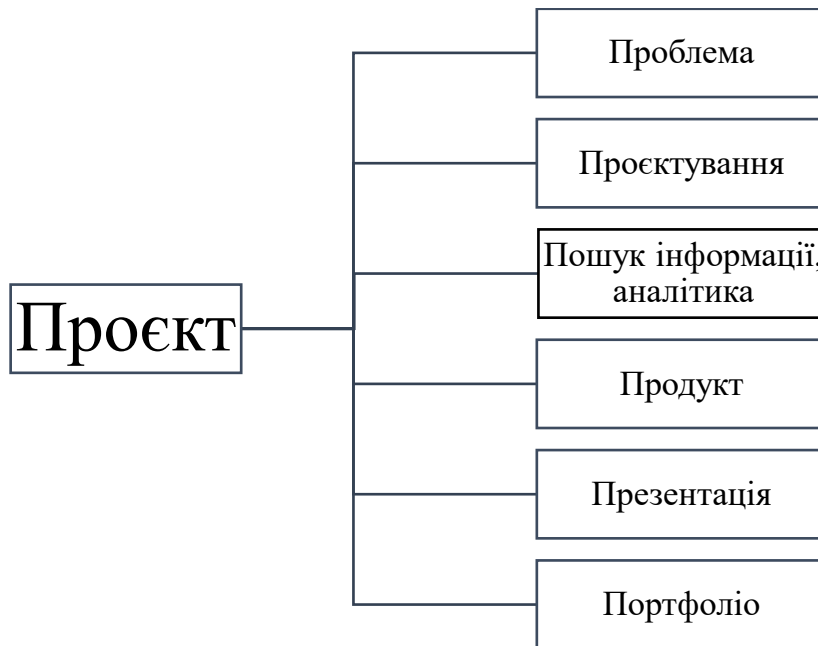 Проєкт
Проблема
Проєктування
Пошук інформації,
аналітика
Продукт
Презентація
Портфоліо